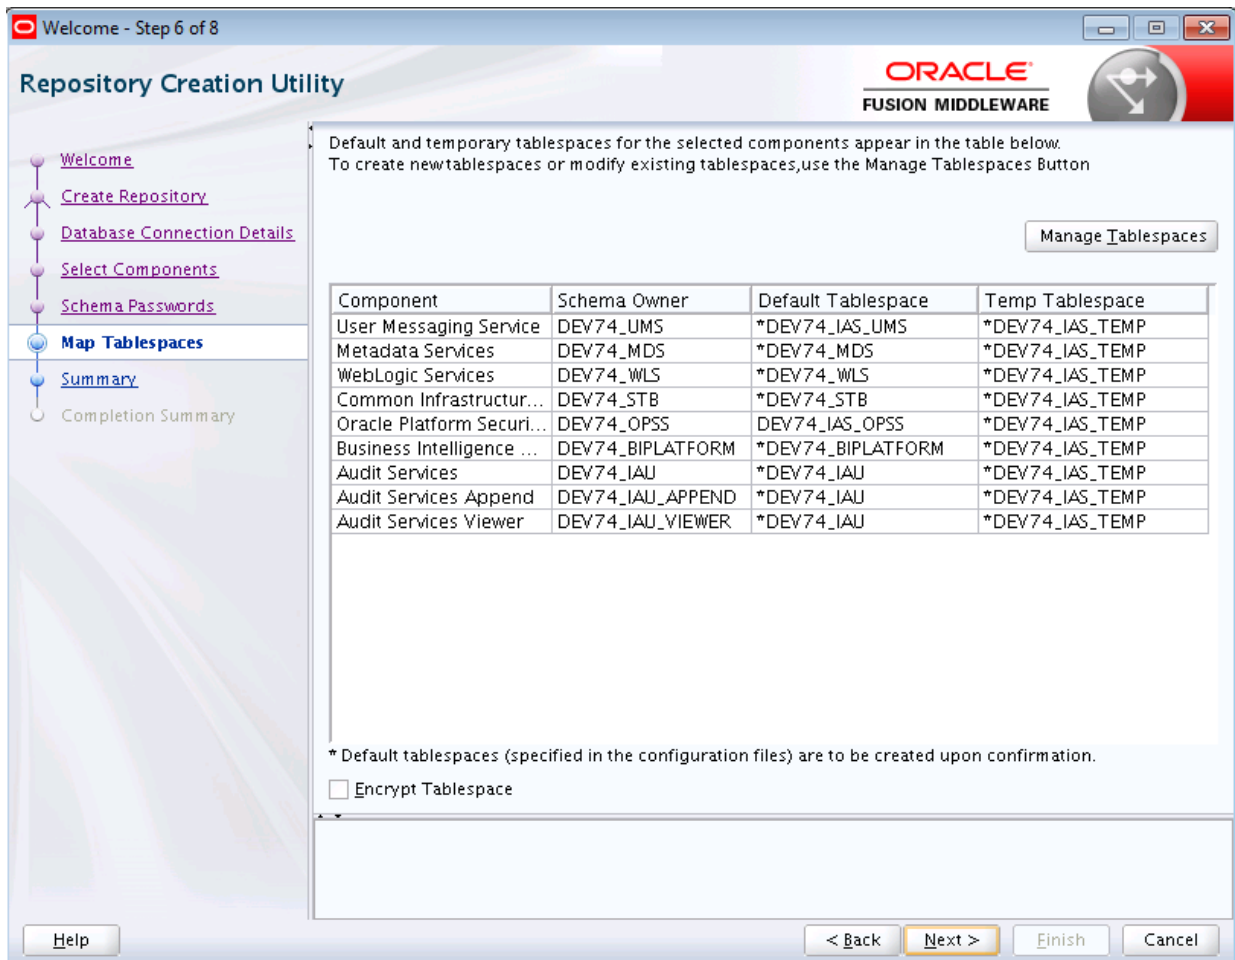 Welcome - Step 6 of 8
Repository Creation Utility
ORACLE
FUSION MIDDLEWARE
Welcome
Create Repository
Database Connection Details
Select Components
Schema Passwords
Map Tablespaces
Summary
Completion Summary
Default and temporary tablespaces for the selected components appear in the table below.
To create new tablespaces or modify existing tablespaces,use the Manage Tablespaces Button
Manage Tablespaces
Component Schema Owner Default Tablespace Temp Tablespace
User Messaging Service DEV74_UMS *DEV74_IAS_UMS *DEV74_IAS_TEMP
Metadata Services DEV74_MDS *DEV74_MDS *DEV74_IAS_TEMP
WebLogic Services DEV74_WLS *DEV74_WLS *DEV74_IAS_TEMP
Common Infrastructur... DEV74_STB *DEV74_STB *DEV74_IAS_TEMP
Oracle Platform Securi... DEV74_OPSS DEV74_IAS_OPSS *DEV74_IAS_TEMP
Business Intelligence ... DEV74_BIPLATFORM *DEV74_BIPLATFORM *DEV74_IAS_TEMP
Audit Services DEV74_IAU *DEV74_IAU *DEV74_IAS_TEMP
Audit Services Append DEV74_IAU_APPEND *DEV74_IAU *DEV74_IAS_TEMP
Audit Services Viewer DEV74_IAU_VIEWER *DEV74_IAU *DEV74_IAS_TEMP
* Default tablespaces (specified in the configuration files) are to be created upon confirmation.
Encrypt Tablespace
Help
< Back Next > Finish Cancel